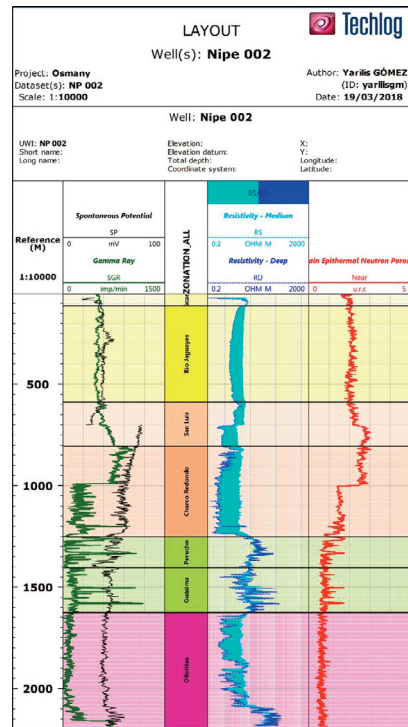 LAYOUT
Techlog
Well(s): Nipe 002
Project: Osmany
Dataset(s): NP 002
Scale: 1:10000
Author: Yarilis GÓMEZ
(ID: yarilisgm)
Date: 19/03/2018
Well: Nipe 002
UWI: NP 002
Short name:
Long name:
Elevation:
Elevation datum:
Total depth:
Coordinate system:
X:
Y:
Longitude:
Latitude:
Reference
(M)
1:10000
Spontaneous Potential
SP
0 mV 100
Gamma Ray
SGR
0 imp/min 1500
ZONATION_ALL
Resistivity - Medium
RS
0.2 OHM M 2000
Resistivity - Deep
RD
0.2 OHM M 2000
ain Epithermal Neutron Poros
Near
0 u.r.c 5
Rio Jagueyes
500
San Luis
Charco Redondo
1000
Perucho
1500
Guaisima
Ofiolitas
2000